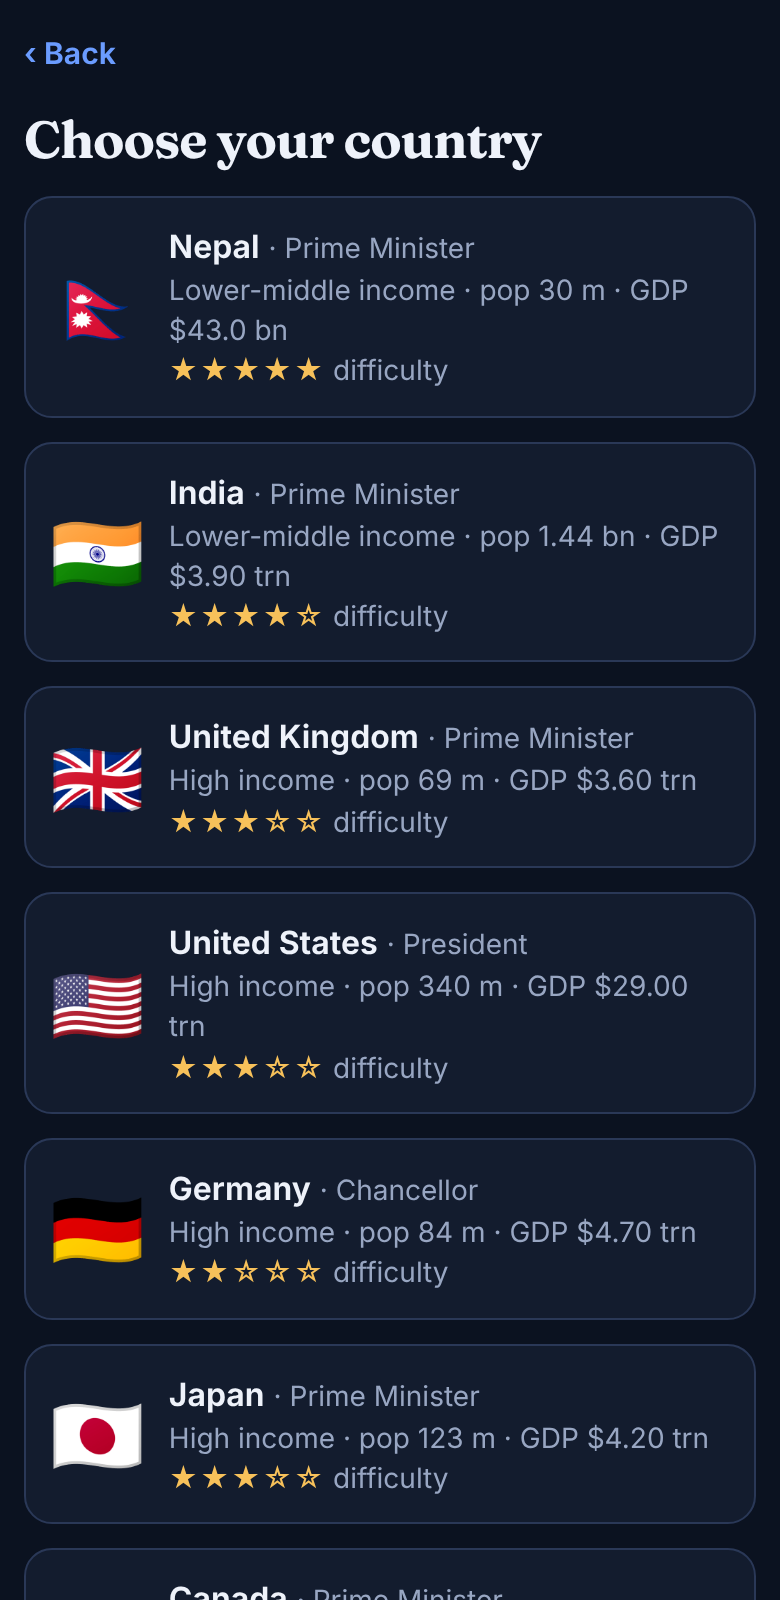 ‹ Back
Choose your country
Nepal · Prime Minister
Lower-middle income · pop 30 m · GDP
$43.0 bn
★★★★★ difficulty
India · Prime Minister
Lower-middle income · pop 1.44 bn · GDP
$3.90 trn
★★★★☆ difficulty
United Kingdom · Prime Minister
High income · pop 69 m · GDP $3.60 trn
★★★☆☆ difficulty
United States · President
High income · pop 340 m · GDP $29.00
trn
★★★☆☆ difficulty
Germany · Chancellor
High income · pop 84 m · GDP $4.70 trn
★★☆☆☆ difficulty
Japan · Prime Minister
High income · pop 123 m · GDP $4.20 trn
★★★☆☆ difficulty
Canada · Prime Minister